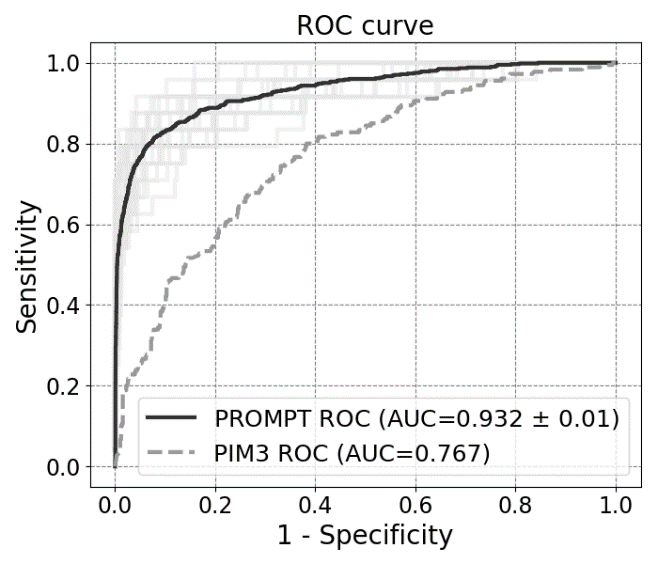 ROC curve
1.0
0.8
0.6
0.4
0.2
0.0
Sensitivity
PROMPT ROC (AUC=0.932 ± 0.01)
PIM3 ROC (AUC=0.767)
0.0 0.2 0.4 0.6 0.8 1.0
1 - Specificity